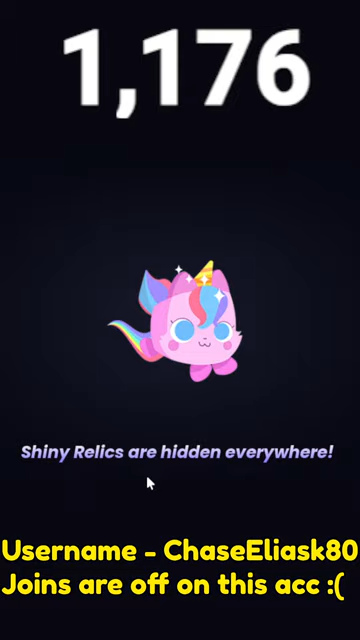 1,176
Shiny Relics are hidden everywhere!
Username - ChaseEliask80
Joins are off on this acc :(